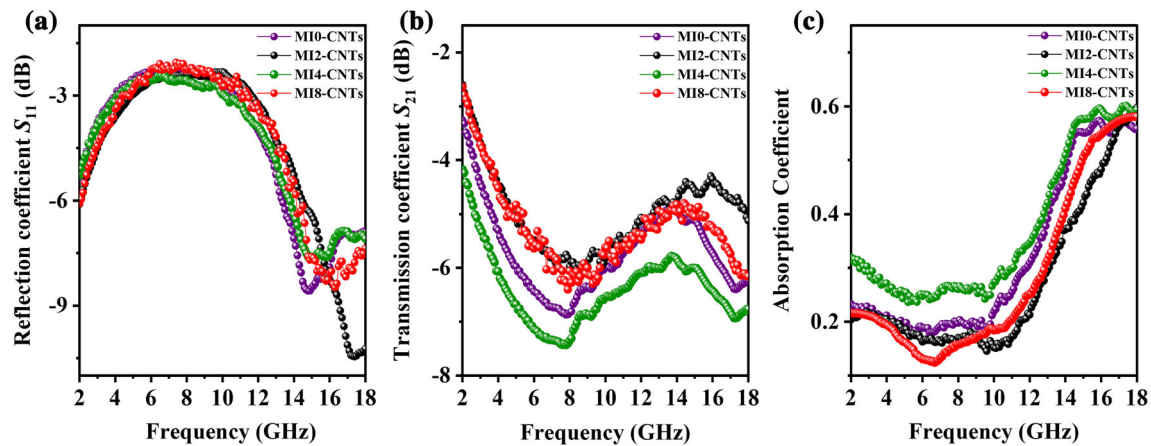 (a)
MI0-CNTs
MI2-CNTs
MI4-CNTs
MI8-CNTs
Reflection coefficient S11 (dB)
-3
-6
-9
2 4 6 8 10 12 14 16 18
Frequency (GHz)
(b)
MI0-CNTs
MI2-CNTs
MI4-CNTs
MI8-CNTs
Transmission coefficient S21 (dB)
-2
-4
-6
-8
2 4 6 8 10 12 14 16 18
Frequency (GHz)
(c)
MI0-CNTs
MI2-CNTs
MI4-CNTs
MI8-CNTs
Absorption Coefficient
0.6
0.4
0.2
2 4 6 8 10 12 14 16 18
Frequency (GHz)